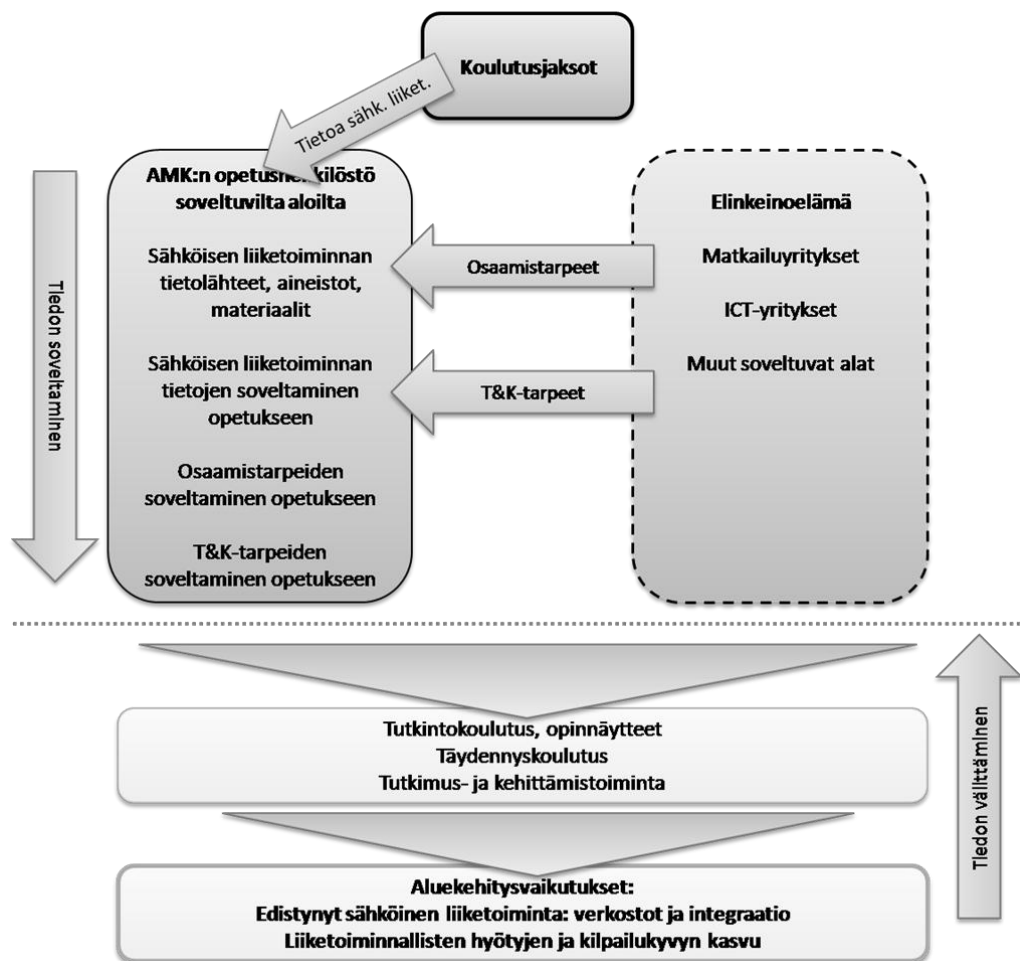 Koulutusjaksot
Tietoa sähk. liiket.
AMK:n opetushenkilöstö
soveltuvilta aloilta
Sähköisen liiketoiminnan
tietolähteet, aineistot,
materiaalit
Sähköisen liiketoiminnan
tietojen soveltaminen
opetukseen
Osaamistarpeiden
soveltaminen opetukseen
T&K-tarpeiden
soveltaminen opetukseen
Tiedon soveltaminen
Osaamistarpeet
T&K-tarpeet
Elinkeinoelämä
Matkailuyritykset
ICT-yritykset
Muut soveltuvat alat
Tutkintokoulutus, opinnäytteet
Täydennyskoulutus
Tutkimus- ja kehittämistoiminta
Tiedon välittäminen
Aluekehitysvaikutukset:
Edistynyt sähköinen liiketoiminta: verkostot ja integraatio
Liiketoiminnallisten hyötyjen ja kilpailukyvyn kasvu